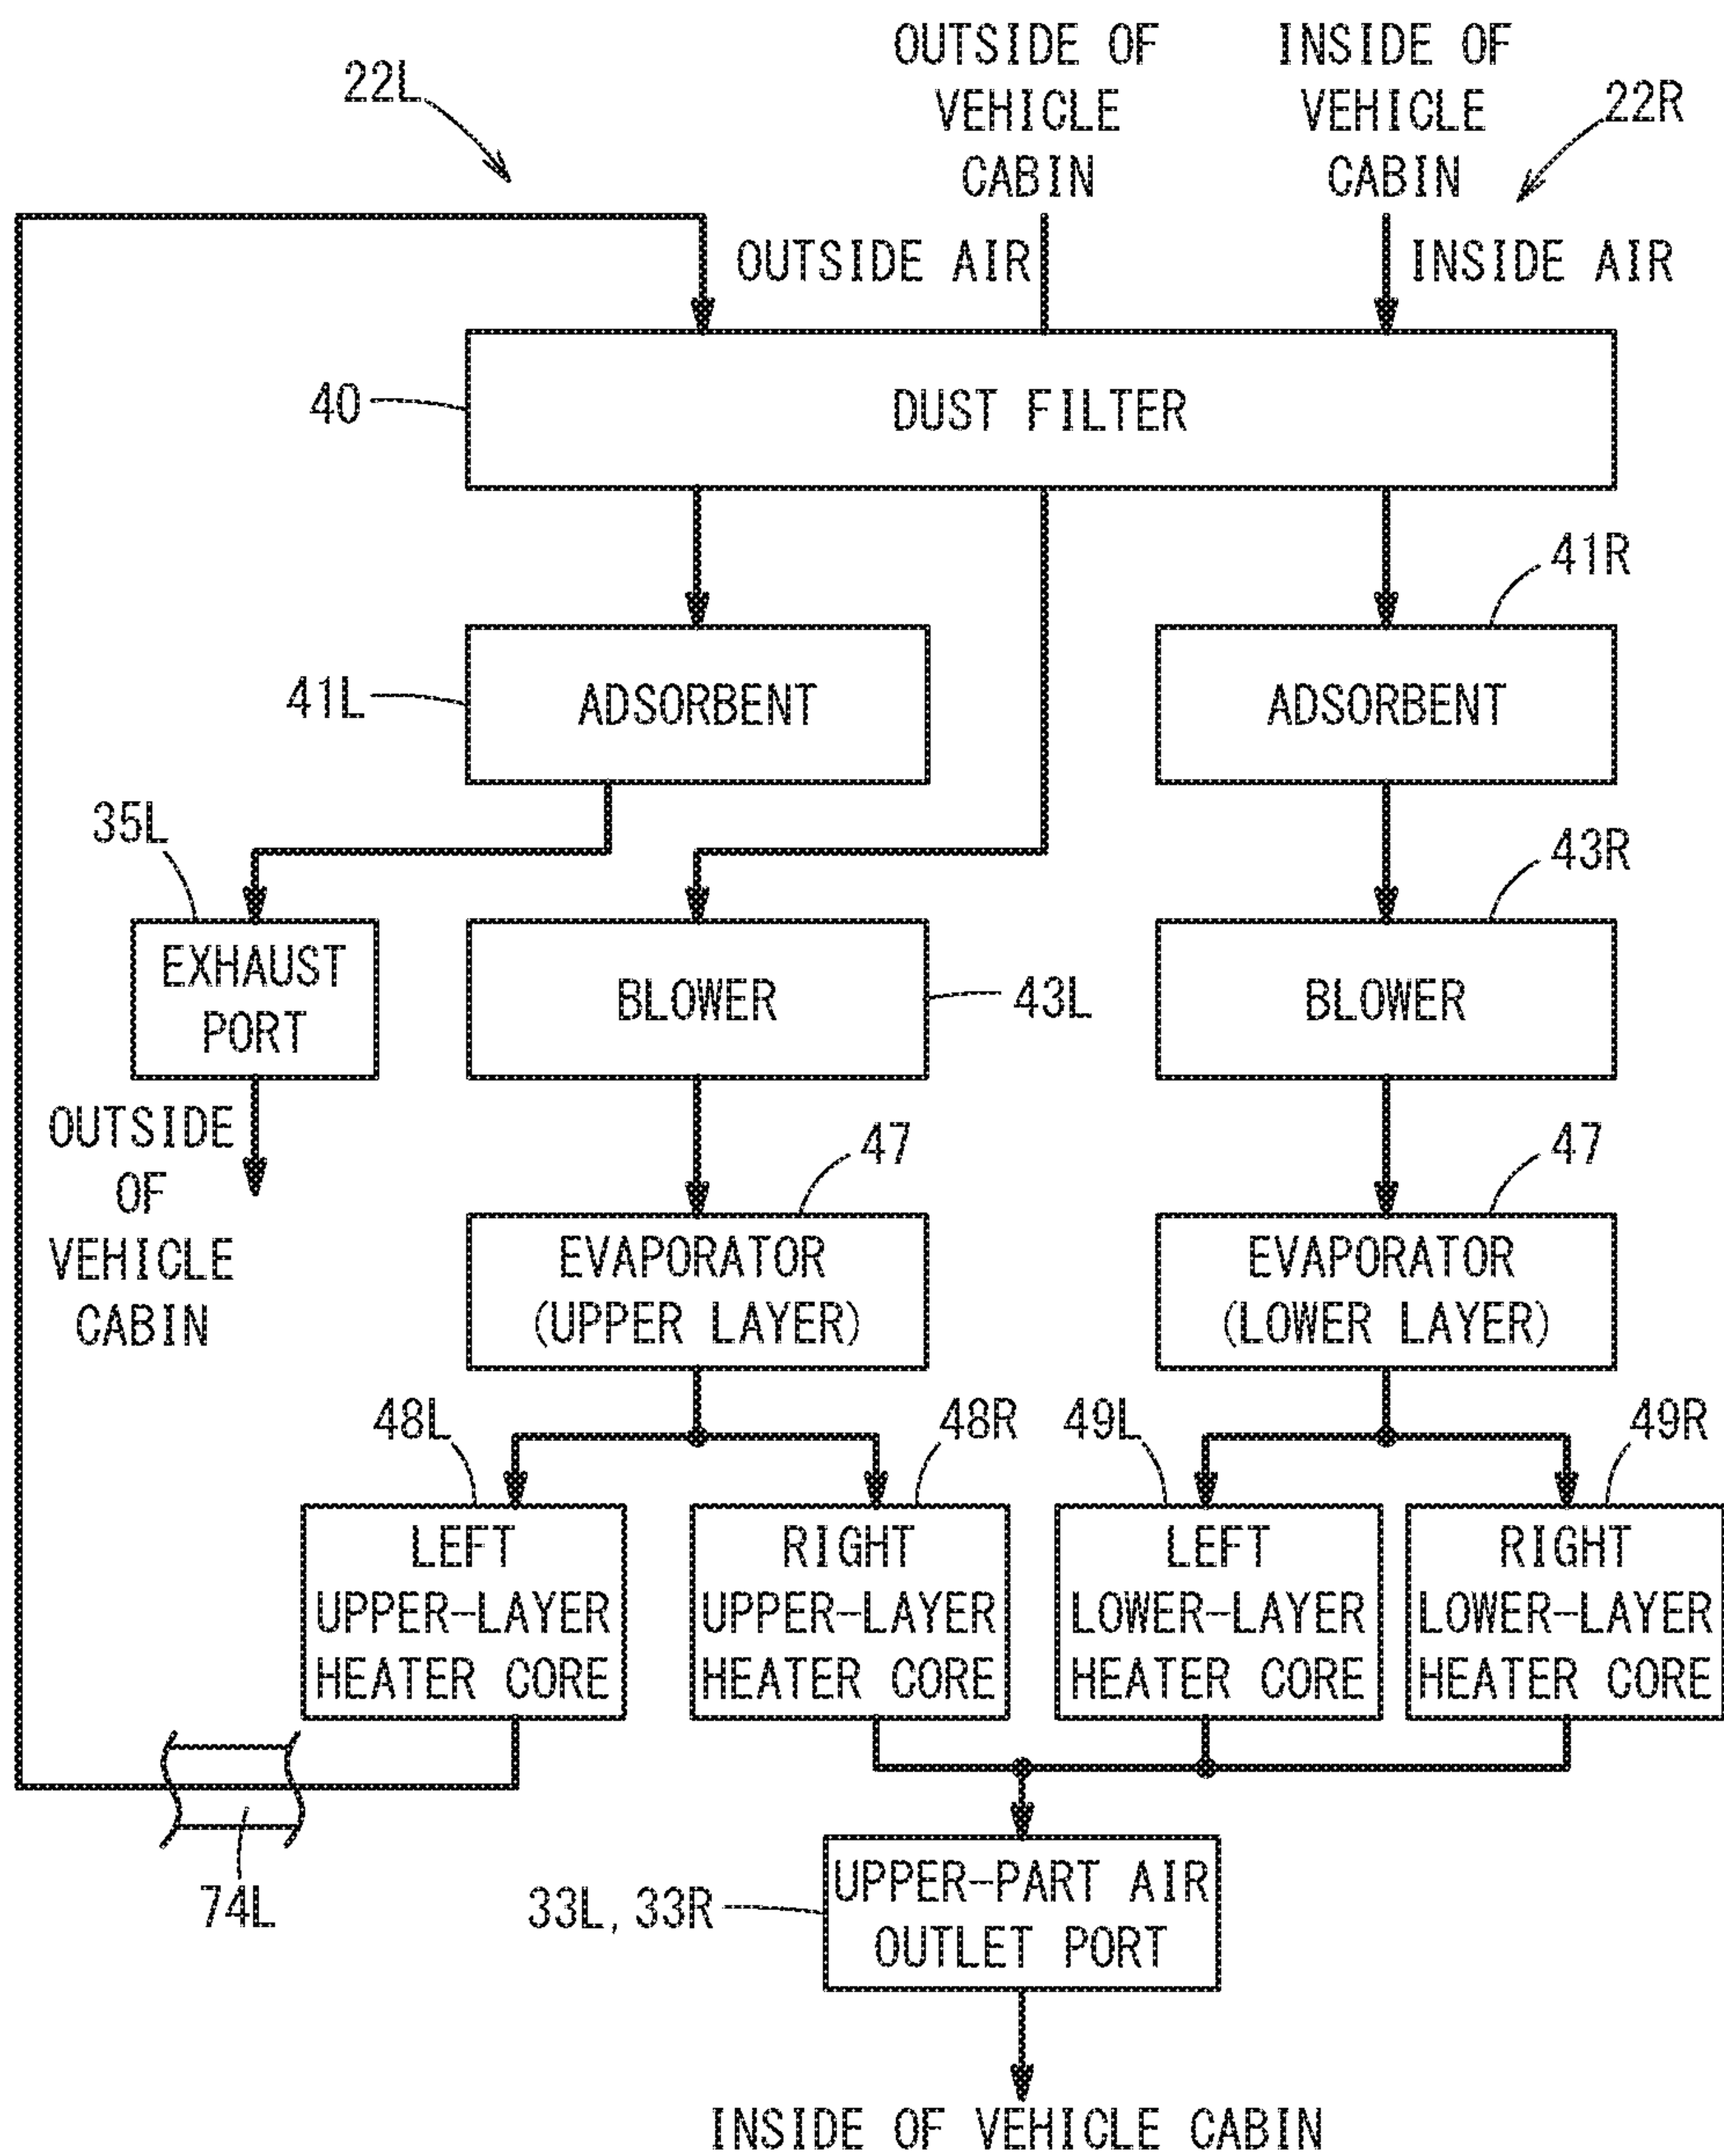 22L
OUTSIDE OF
VEHICLE
CABIN
INSIDE OF
VEHICLE
CABIN
22R
OUTSIDE AIR
INSIDE AIR
40
DUST FILTER
41R
41L
ADSORBENT
ADSORBENT
35L
43R
EXHAUST
PORT
BLOWER
43L
BLOWER
OUTSIDE
OF
VEHICLE
CABIN
47
47
EVAPORATOR
(UPPER LAYER)
EVAPORATOR
(LOWER LAYER)
48L
48R
49L
49R
LEFT
UPPER-LAYER
HEATER CORE
RIGHT
UPPER-LAYER
HEATER CORE
LEFT
LOWER-LAYER
HEATER CORE
RIGHT
LOWER-LAYER
HEATER CORE
74L
33L, 33R
UPPER-PART AIR
OUTLET PORT
INSIDE OF VEHICLE CABIN